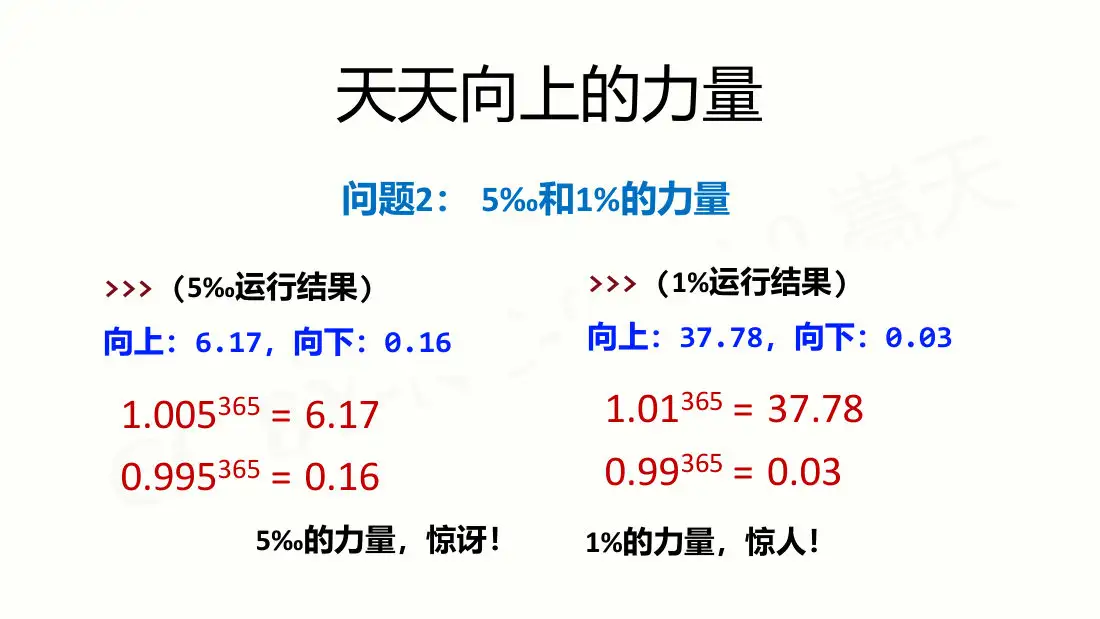 天天向上的力量
问题2： 5‰和1%的力量
>>>（5‰运行结果）
向上：6.17，向下：0.16
1.005³⁶⁵ = 6.17
0.995³⁶⁵ = 0.16
5‰的力量，惊讶！
>>>（1%运行结果）
向上：37.78，向下：0.03
1.01³⁶⁵ = 37.78
0.99³⁶⁵ = 0.03
1%的力量，惊人！
嵩天